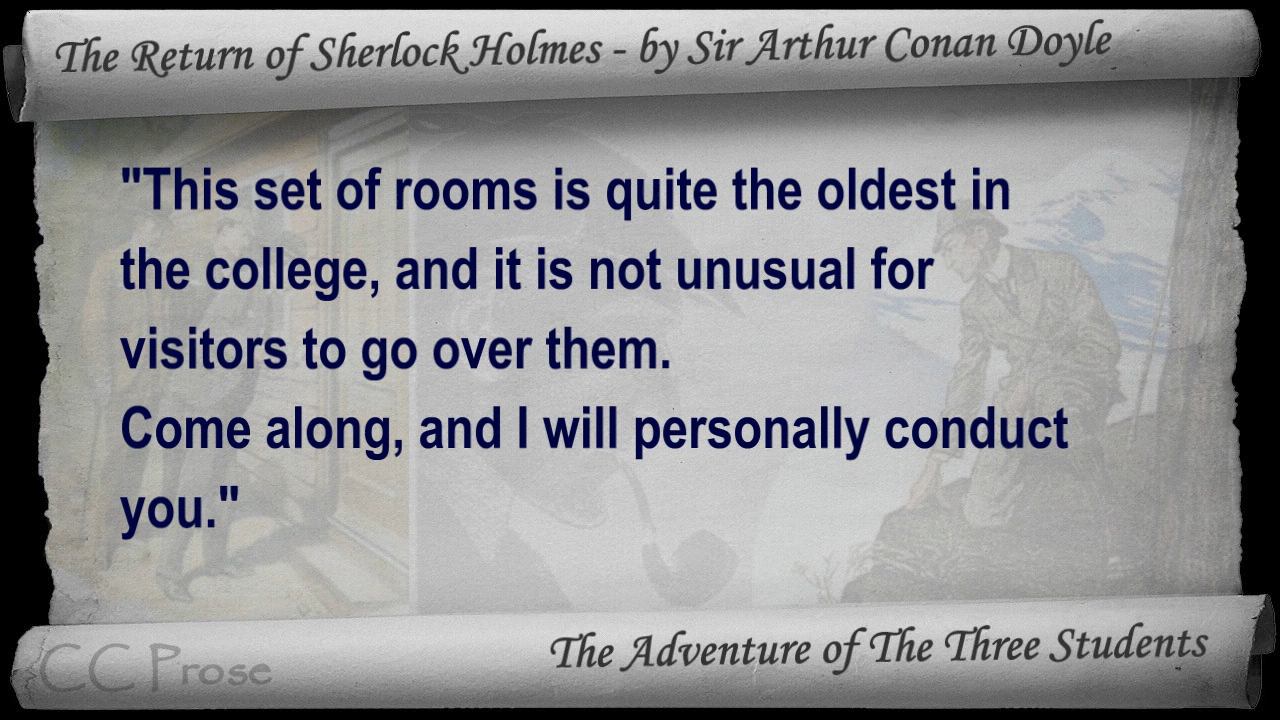 The Return of Sherlock Holmes - by Sir Arthur Conan Doyle
"This set of rooms is quite the oldest in
the college, and it is not unusual for
visitors to go over them.
Come along, and I will personally conduct
you."
CC Prose
The Adventure of The Three Students